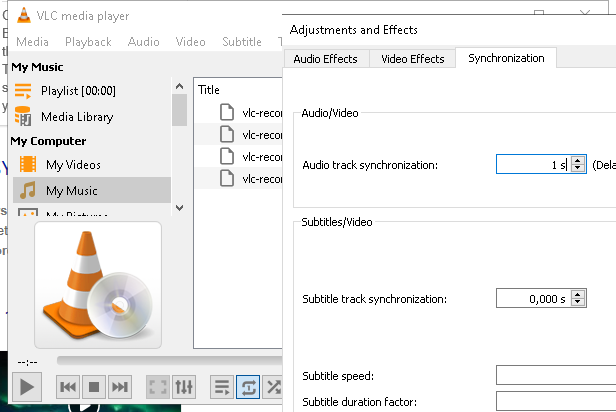 VLC media player
Media Playback Audio Video Subtitle
My Music
Playlist [00:00]
Media Library
My Computer
My Videos
My Music
My Pictures
--:--
Title
vlc-recor
vlc-recor
vlc-recor
vlc-recor
Adjustments and Effects
Audio Effects Video Effects Synchronization
Audio/Video
Audio track synchronization: 1 s (Dela
Subtitles/Video
Subtitle track synchronization: 0,000 s
Subtitle speed:
Subtitle duration factor: